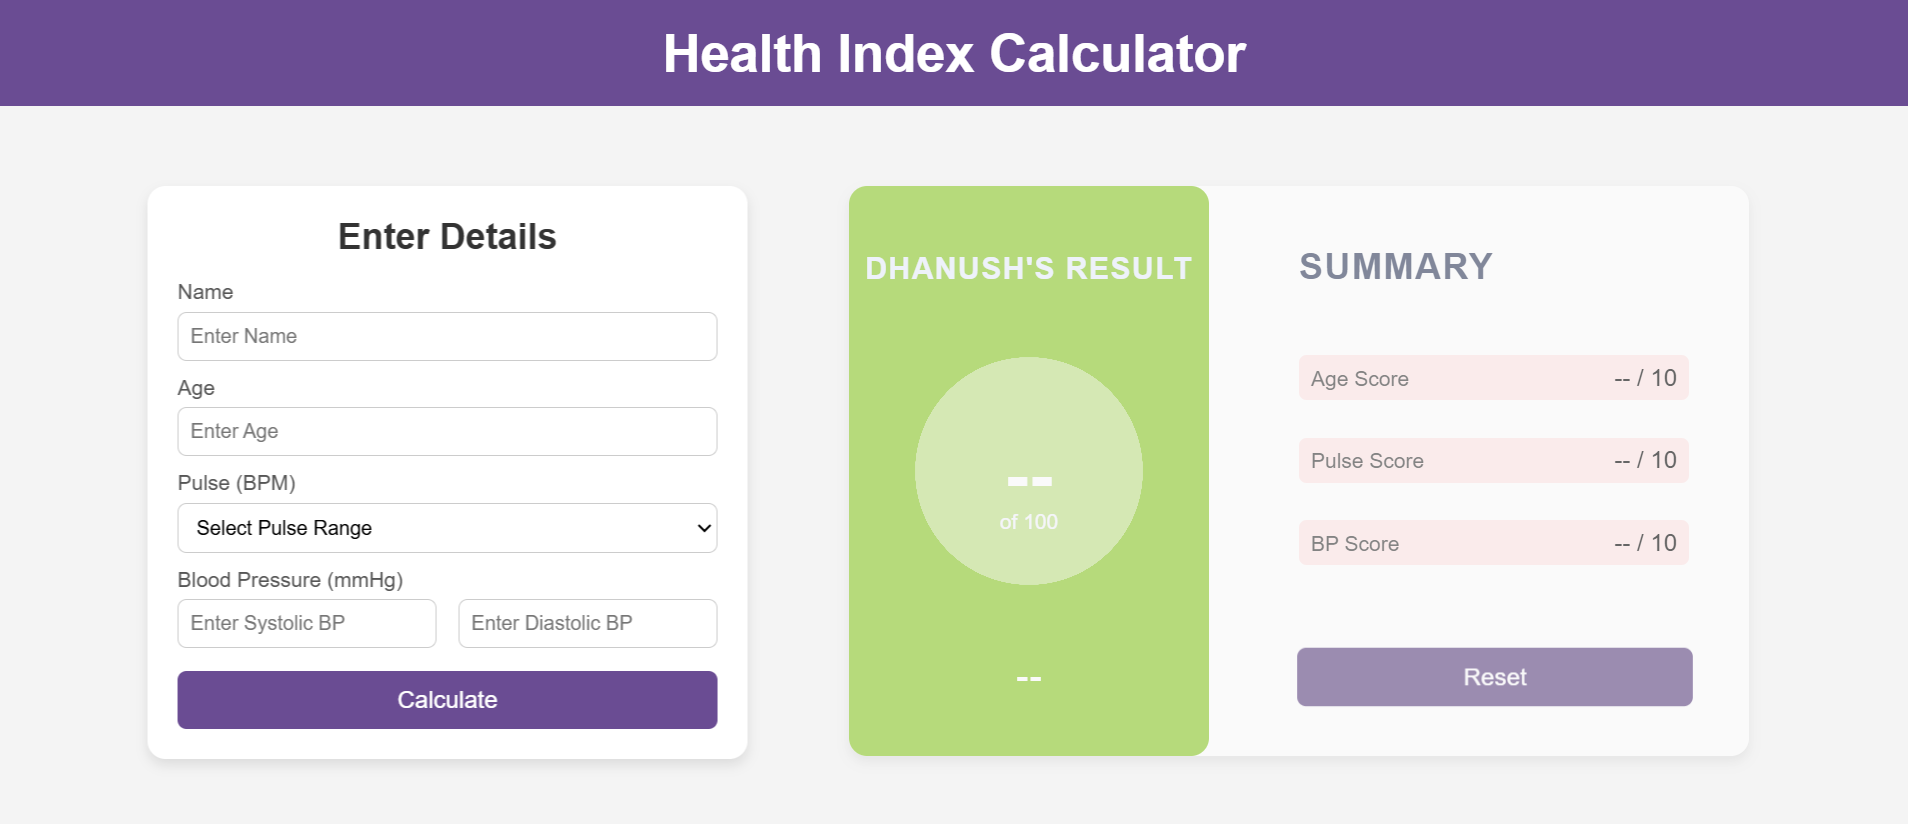 Health Index Calculator
Enter Details
Name
Enter Name
Age
Enter Age
Pulse (BPM)
Select Pulse Range
Blood Pressure (mmHg)
Enter Systolic BP
Enter Diastolic BP
Calculate
DHANUSH'S RESULT
--
of 100
--
SUMMARY
Age Score -- / 10
Pulse Score -- / 10
BP Score -- / 10
Reset